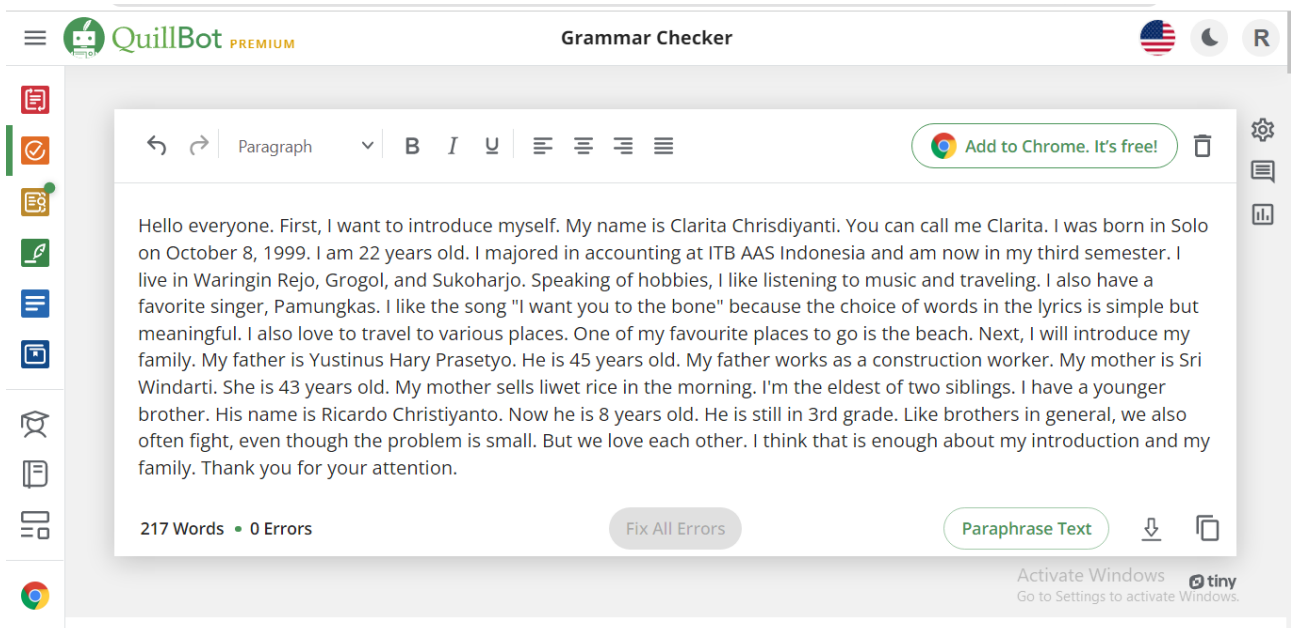 QuillBot PREMIUM
Grammar Checker
R
Paragraph
B I U
Add to Chrome. It's free!
Hello everyone. First, I want to introduce myself. My name is Clarita Chrisdiyanti. You can call me Clarita. I was born in Solo
on October 8, 1999. I am 22 years old. I majored in accounting at ITB AAS Indonesia and am now in my third semester. I
live in Waringin Rejo, Grogol, and Sukoharjo. Speaking of hobbies, I like listening to music and traveling. I also have a
favorite singer, Pamungkas. I like the song "I want you to the bone" because the choice of words in the lyrics is simple but
meaningful. I also love to travel to various places. One of my favourite places to go is the beach. Next, I will introduce my
family. My father is Yustinus Hary Prasetyo. He is 45 years old. My father works as a construction worker. My mother is Sri
Windarti. She is 43 years old. My mother sells liwet rice in the morning. I'm the eldest of two siblings. I have a younger
brother. His name is Ricardo Christiyanto. Now he is 8 years old. He is still in 3rd grade. Like brothers in general, we also
often fight, even though the problem is small. But we love each other. I think that is enough about my introduction and my
family. Thank you for your attention.
217 Words • 0 Errors
Fix All Errors
Paraphrase Text
Activate Windows
Go to Settings to activate Windows.
tiny